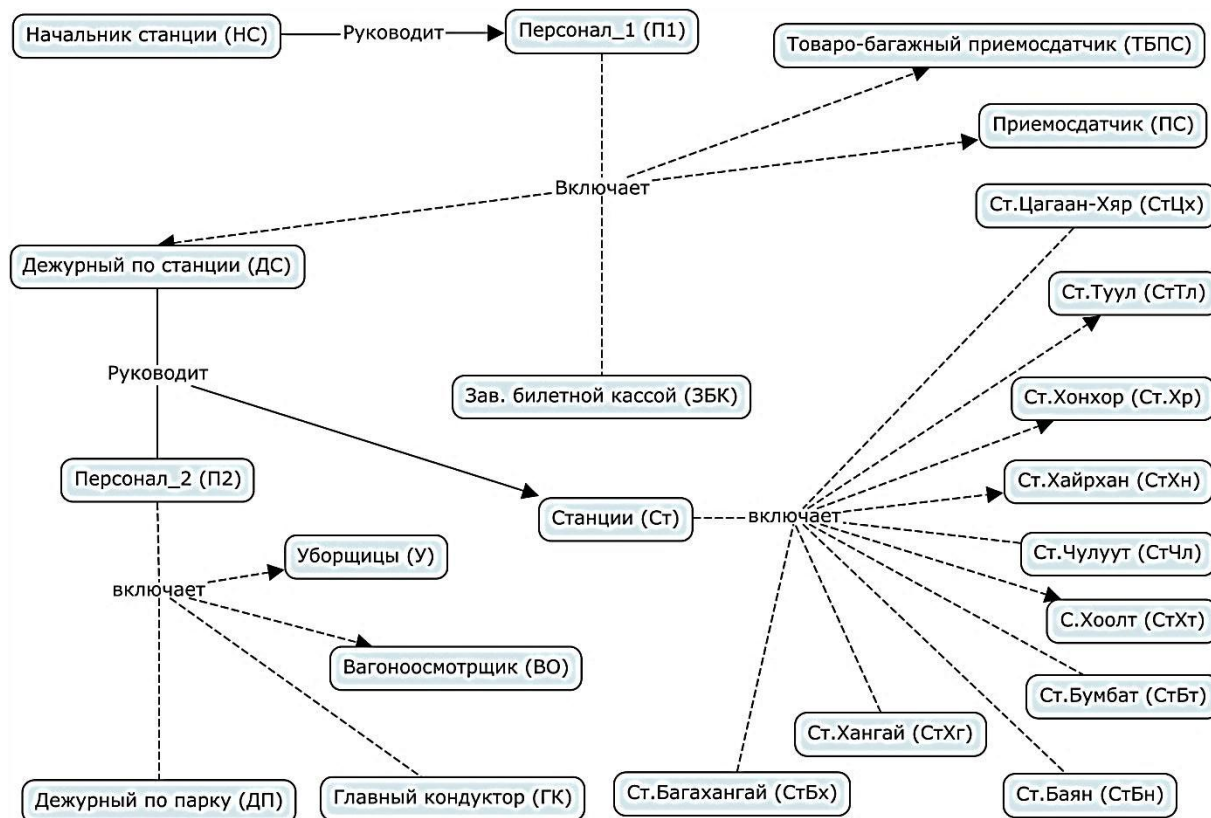 Начальник станции (НС)
Руководит
Персонал_1 (П1)
Товаро-багажный приемосдатчик (ТБПС)
Приемосдатчик (ПС)
Включает
Ст.Цагаан-Хяр (СтЦх)
Дежурный по станции (ДС)
Ст.Туул (СтТл)
Руководит
Зав. билетной кассой (ЗБК)
Ст.Хонхор (Ст.Хр)
Персонал_2 (П2)
Ст.Хайрхан (СтХн)
Станции (Ст)
включает
Уборщицы (У)
Ст.Чулуут (СтЧл)
включает
С.Хоолт (СтХт)
Вагоноосмотрщик (ВО)
Ст.Бумбат (СтБт)
Ст.Хангай (СтХг)
Дежурный по парку (ДП)
Главный кондуктор (ГК)
Ст.Багахангай (СтБх)
Ст.Баян (СтБн)